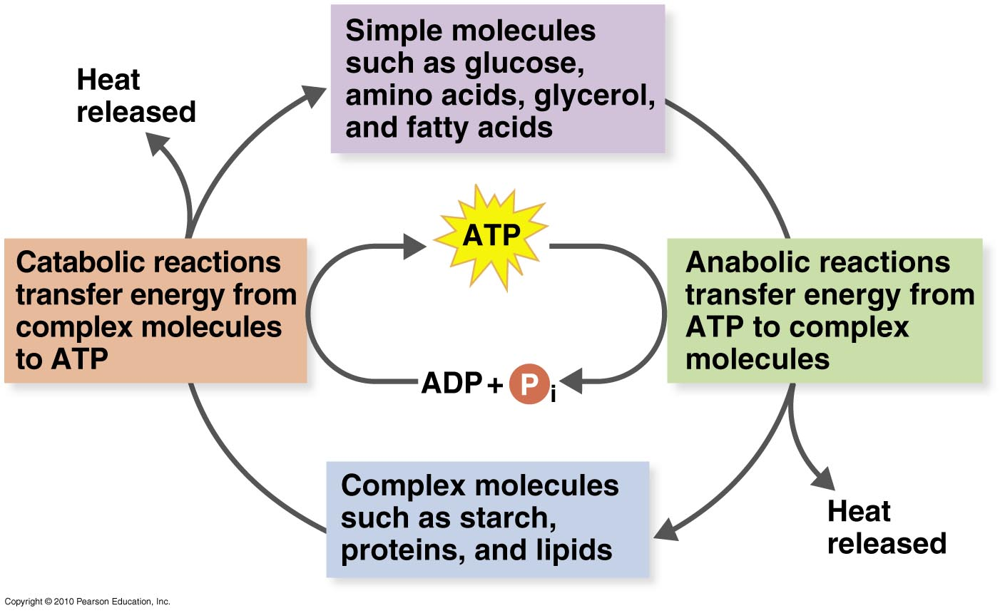 Simple molecules
such as glucose,
amino acids, glycerol,
and fatty acids
Heat
released
ATP
Catabolic reactions
transfer energy from
complex molecules
to ATP
Anabolic reactions
transfer energy from
ATP to complex
molecules
ADP + P i
Complex molecules
such as starch,
proteins, and lipids
Heat
released
Copyright © 2010 Pearson Education, Inc.